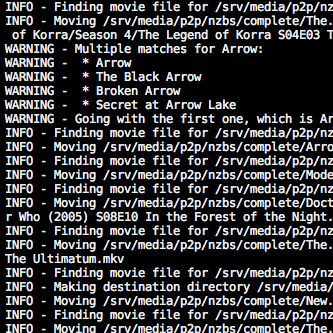 INFO - Finding movie file for /srv/media/p2p/nzbs/
INFO - Moving /srv/media/p2p/nzbs/complete/The.
 of Korra/Season 4/The Legend of Korra S04E03 T
WARNING - Multiple matches for Arrow:
WARNING -  * Arrow
WARNING -  * The Black Arrow
WARNING -  * Broken Arrow
WARNING -  * Secret at Arrow Lake
WARNING - Going with the first one, which is Ar
INFO - Finding movie file for /srv/media/p2p/nz
INFO - Moving /srv/media/p2p/nzbs/complete/Arro
INFO - Finding movie file for /srv/media/p2p/nz
INFO - Moving /srv/media/p2p/nzbs/complete/Mode
INFO - Finding movie file for /srv/media/p2p/nz
INFO - Moving /srv/media/p2p/nzbs/complete/Doct
r Who (2005) S08E10 In the Forest of the Night.
INFO - Finding movie file for /srv/media/p2p/nz
INFO - Moving /srv/media/p2p/nzbs/complete/The.
The Ultimatum.mkv
INFO - Finding movie file for /srv/media/p2p/nz
INFO - Making destination directory /srv/media/
INFO - Moving /srv/media/p2p/nzbs/complete/New.
INFO - Finding movie file for /srv/media/p2p/nz
INFO - Moving /srv/media/p2p/nzbs/complete/The.